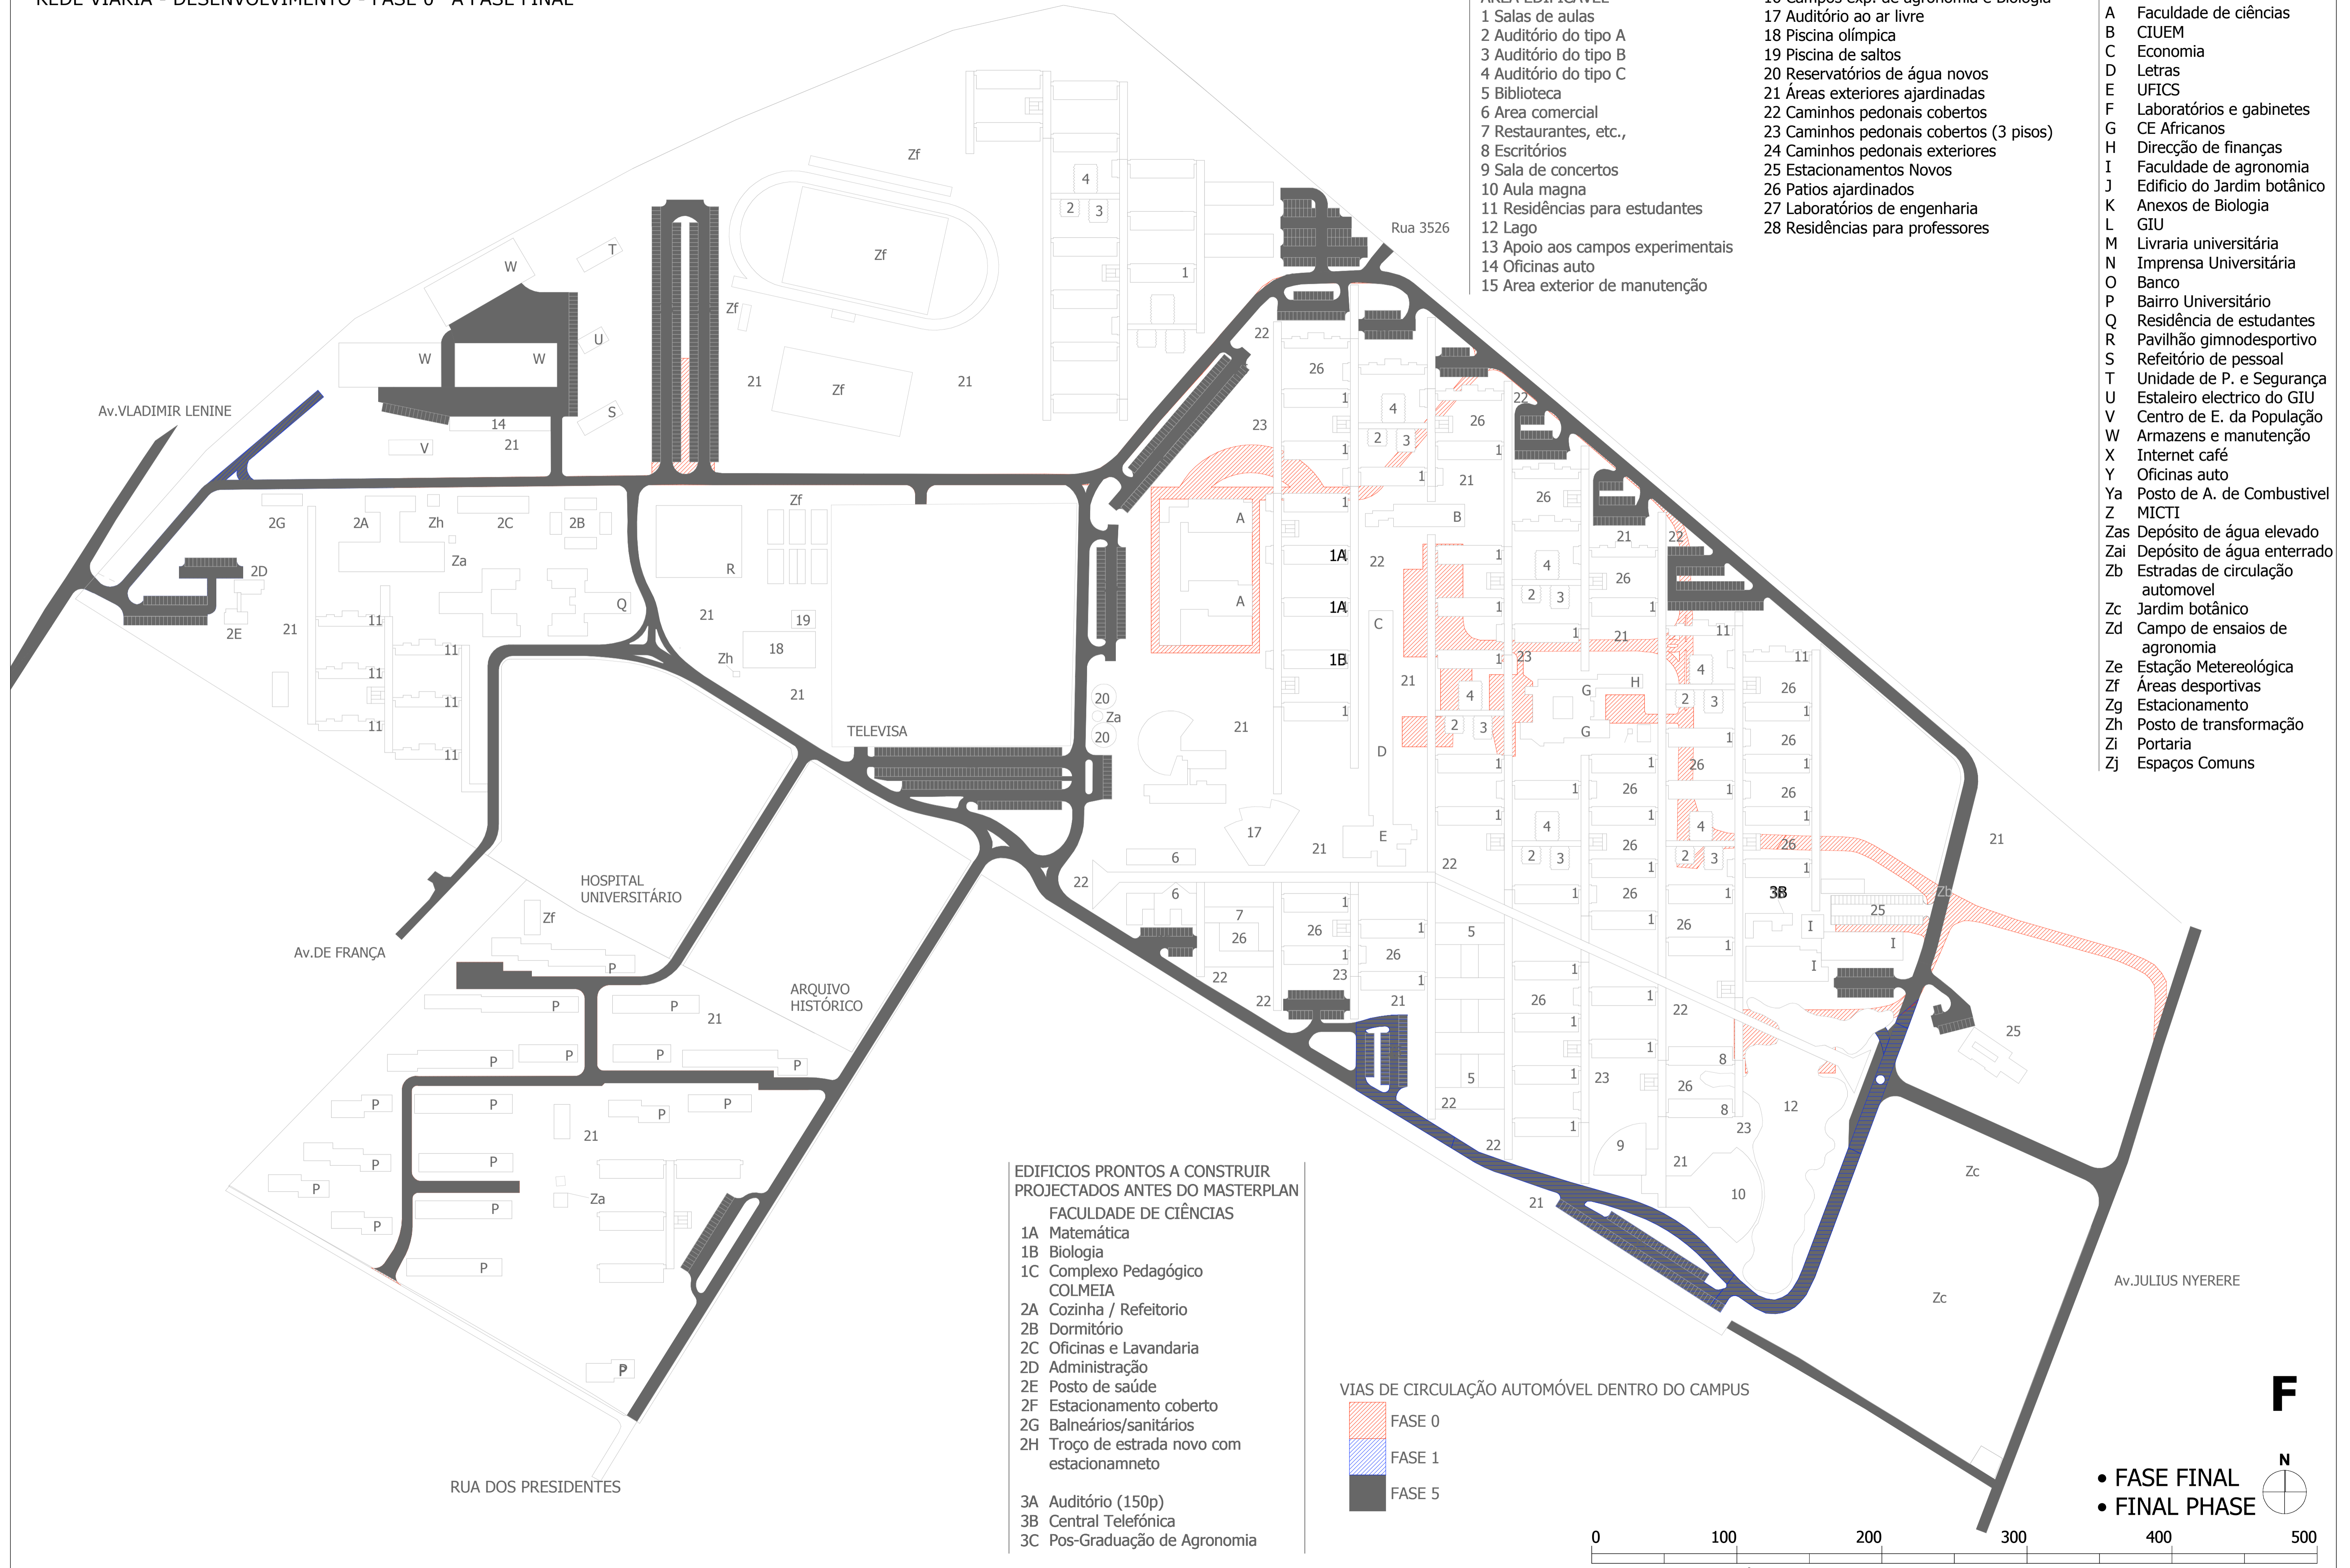 REDE VIÁRIA - DESENVOLVIMENTO - FASE 0 A FASE FINAL
ÁREA EDIFICÁVEL
1 Salas de aulas
2 Auditório do tipo A
3 Auditório do tipo B
4 Auditório do tipo C
5 Biblioteca
6 Area comercial
7 Restaurantes, etc.,
8 Escritórios
9 Sala de concertos
10 Aula magna
11 Residências para estudantes
12 Lago
13 Apoio aos campos experimentais
14 Oficinas auto
15 Area exterior de manutenção
16 Campos exp. de agronomia e Biologia
17 Auditório ao ar livre
18 Piscina olímpica
19 Piscina de saltos
20 Reservatórios de água novos
21 Áreas exteriores ajardinadas
22 Caminhos pedonais cobertos
23 Caminhos pedonais cobertos (3 pisos)
24 Caminhos pedonais exteriores
25 Estacionamentos Novos
26 Patios ajardinados
27 Laboratórios de engenharia
28 Residências para professores
A Faculdade de ciências
B CIUEM
C Economia
D Letras
E UFICS
F Laboratórios e gabinetes
G CE Africanos
H Direcção de finanças
I Faculdade de agronomia
J Edificio do Jardim botânico
K Anexos de Biologia
L GIU
M Livraria universitária
N Imprensa Universitária
O Banco
P Bairro Universitário
Q Residência de estudantes
R Pavilhão gimnodesportivo
S Refeitório de pessoal
T Unidade de P. e Segurança
U Estaleiro electrico do GIU
V Centro de E. da População
W Armazens e manutenção
X Internet café
Y Oficinas auto
Ya Posto de A. de Combustivel
Z MICTI
Zas Depósito de água elevado
Zai Depósito de água enterrado
Zb Estradas de circulação
automovel
Zc Jardim botânico
Zd Campo de ensaios de
agronomia
Ze Estação Metereológica
Zf Áreas desportivas
Zg Estacionamento
Zh Posto de transformação
Zi Portaria
Zj Espaços Comuns
Rua 3526
Av.VLADIMIR LENINE
TELEVISA
HOSPITAL
UNIVERSITÁRIO
Av.DE FRANÇA
ARQUIVO
HISTÓRICO
RUA DOS PRESIDENTES
Av.JULIUS NYERERE
EDIFICIOS PRONTOS A CONSTRUIR
PROJECTADOS ANTES DO MASTERPLAN
FACULDADE DE CIÊNCIAS
1A Matemática
1B Biologia
1C Complexo Pedagógico
COLMEIA
2A Cozinha / Refeitorio
2B Dormitório
2C Oficinas e Lavandaria
2D Administração
2E Posto de saúde
2F Estacionamento coberto
2G Balneários/sanitários
2H Troço de estrada novo com
estacionamneto
3A Auditório (150p)
3B Central Telefónica
3C Pos-Graduação de Agronomia
VIAS DE CIRCULAÇÃO AUTOMÓVEL DENTRO DO CAMPUS
FASE 0
FASE 1
FASE 5
F
N
• FASE FINAL
• FINAL PHASE
0 100 200 300 400 500